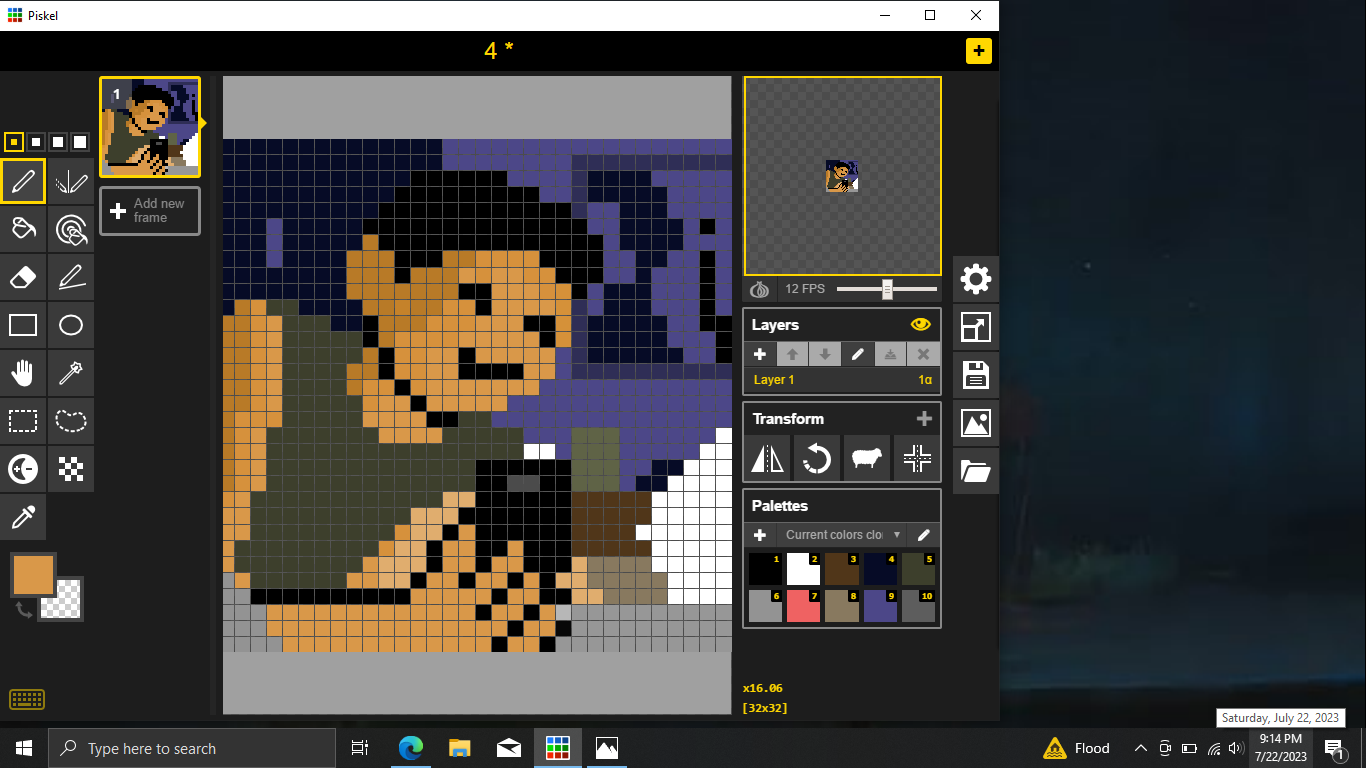 Piskel
4 *
1
Add new
frame
12 FPS
Layers
Layer 1
1α
Transform
Palettes
Current colors clo
1
2
3
4
5
6
7
8
9
10
x16.06
[32x32]
Saturday, July 22, 2023
Type here to search
Flood
9:14 PM
7/22/2023
1